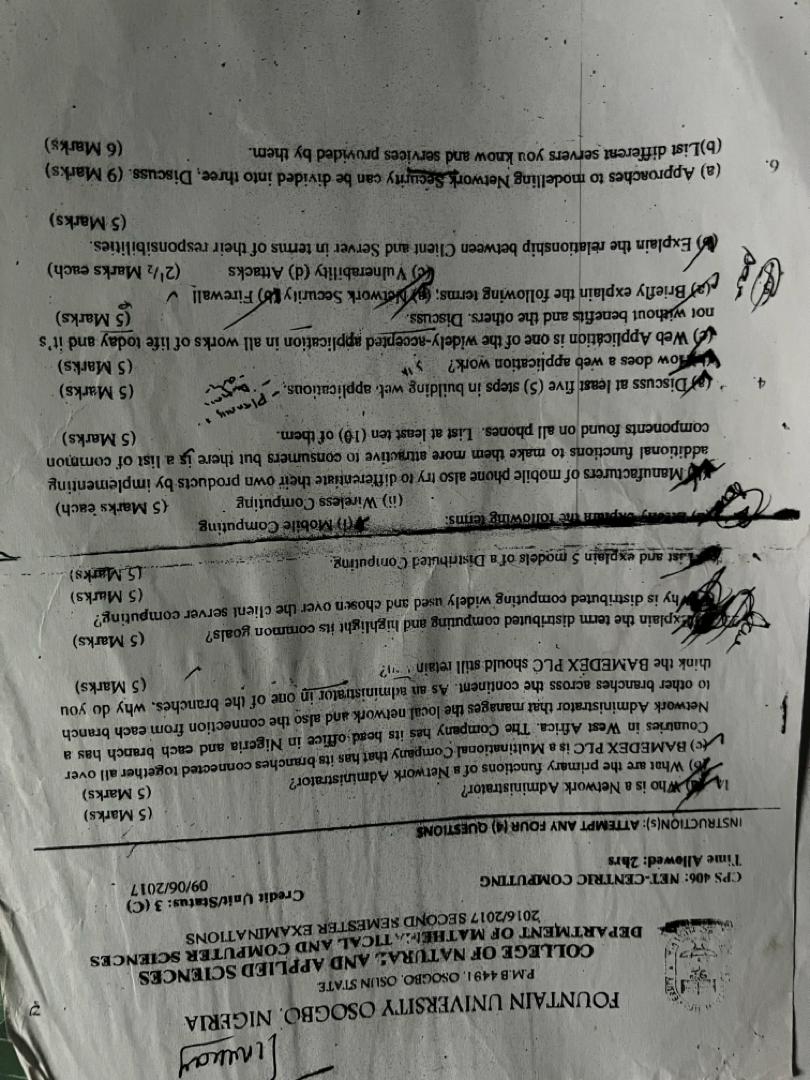 FOUNTAIN UNIVERSITY OSOGBO, NIGERIA
P.M.B 4491, OSOGBO, OSUN STATE
COLLEGE OF NATURAL AND APPLIED SCIENCES
DEPARTMENT OF MATHEMATICAL AND COMPUTER SCIENCES
2016/2017 SECOND SEMESTER EXAMINATIONS
Credit Unit/Status: 3 (C)
CPS 406: NET-CENTRIC COMPUTING 09/06/2017
Time Allowed: 2hrs
INSTRUCTION(s): ATTEMPT ANY FOUR (4) QUESTIONS
Who is a Network Administrator? (5 Marks)
(b) What are the primary functions of a Network Administrator? (5 Marks)
(c) BAMEDEX PLC is a Multinational Company that has its branches connected together all over
Countries in West Africa. The Company has its head office in Nigeria and each branch has a
Network Administrator that manages the local network and also the connection from each branch
to other branches across the continent. As an administrator in one of the branches, why do you
think the BAMEDEX PLC should still retain ? (5 Marks)
Explain the term distributed computing and highlight its common goals? (5 Marks)
Why is distributed computing widely used and chosen over the client server computing?
(5 Marks)
List and explain 5 models of a Distributed Computing. (5 Marks)
explain the following terms: (i) Mobile Computing
(ii) Wireless Computing (5 Marks each)
Manufacturers of mobile phone also try to differentiate their own products by implementing
additional functions to make them more attractive to consumers but there is a list of common
components found on all phones. List at least ten (10) of them. (5 Marks)
4. (a) Discuss at least five (5) steps in building web applications. - Planning (5 Marks)
How does a web application work? (5 Marks)
(c) Web Application is one of the widely-accepted application in all works of life today and it's
not without benefits and the others. Discuss. (5 Marks)
(a) Briefly explain the following terms; (a) Network Security (b) Firewall
(c) Vulnerability (d) Attacks (2 1/2 Marks each)
(b) Explain the relationship between Client and Server in terms of their responsibilities.
(5 Marks)
6. (a) Approaches to modelling Network Security can be divided into three, Discuss. (9 Marks)
(b)List different servers you know and services provided by them. (6 Marks)